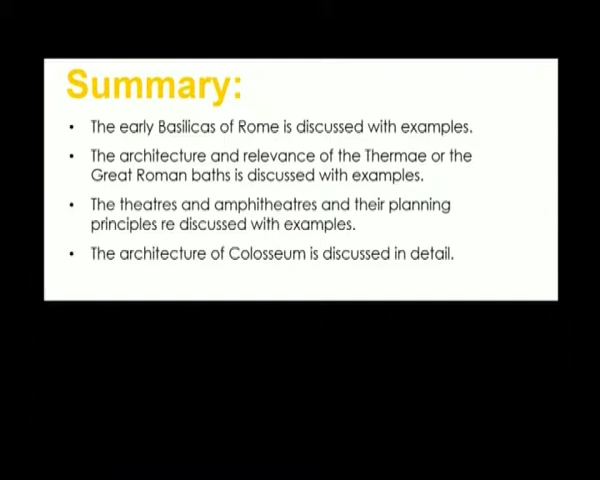 Summary:
• The early Basilicas of Rome is discussed with examples.
• The architecture and relevance of the Thermae or the
Great Roman baths is discussed with examples.
• The theatres and amphitheatres and their planning
principles re discussed with examples.
• The architecture of Colosseum is discussed in detail.